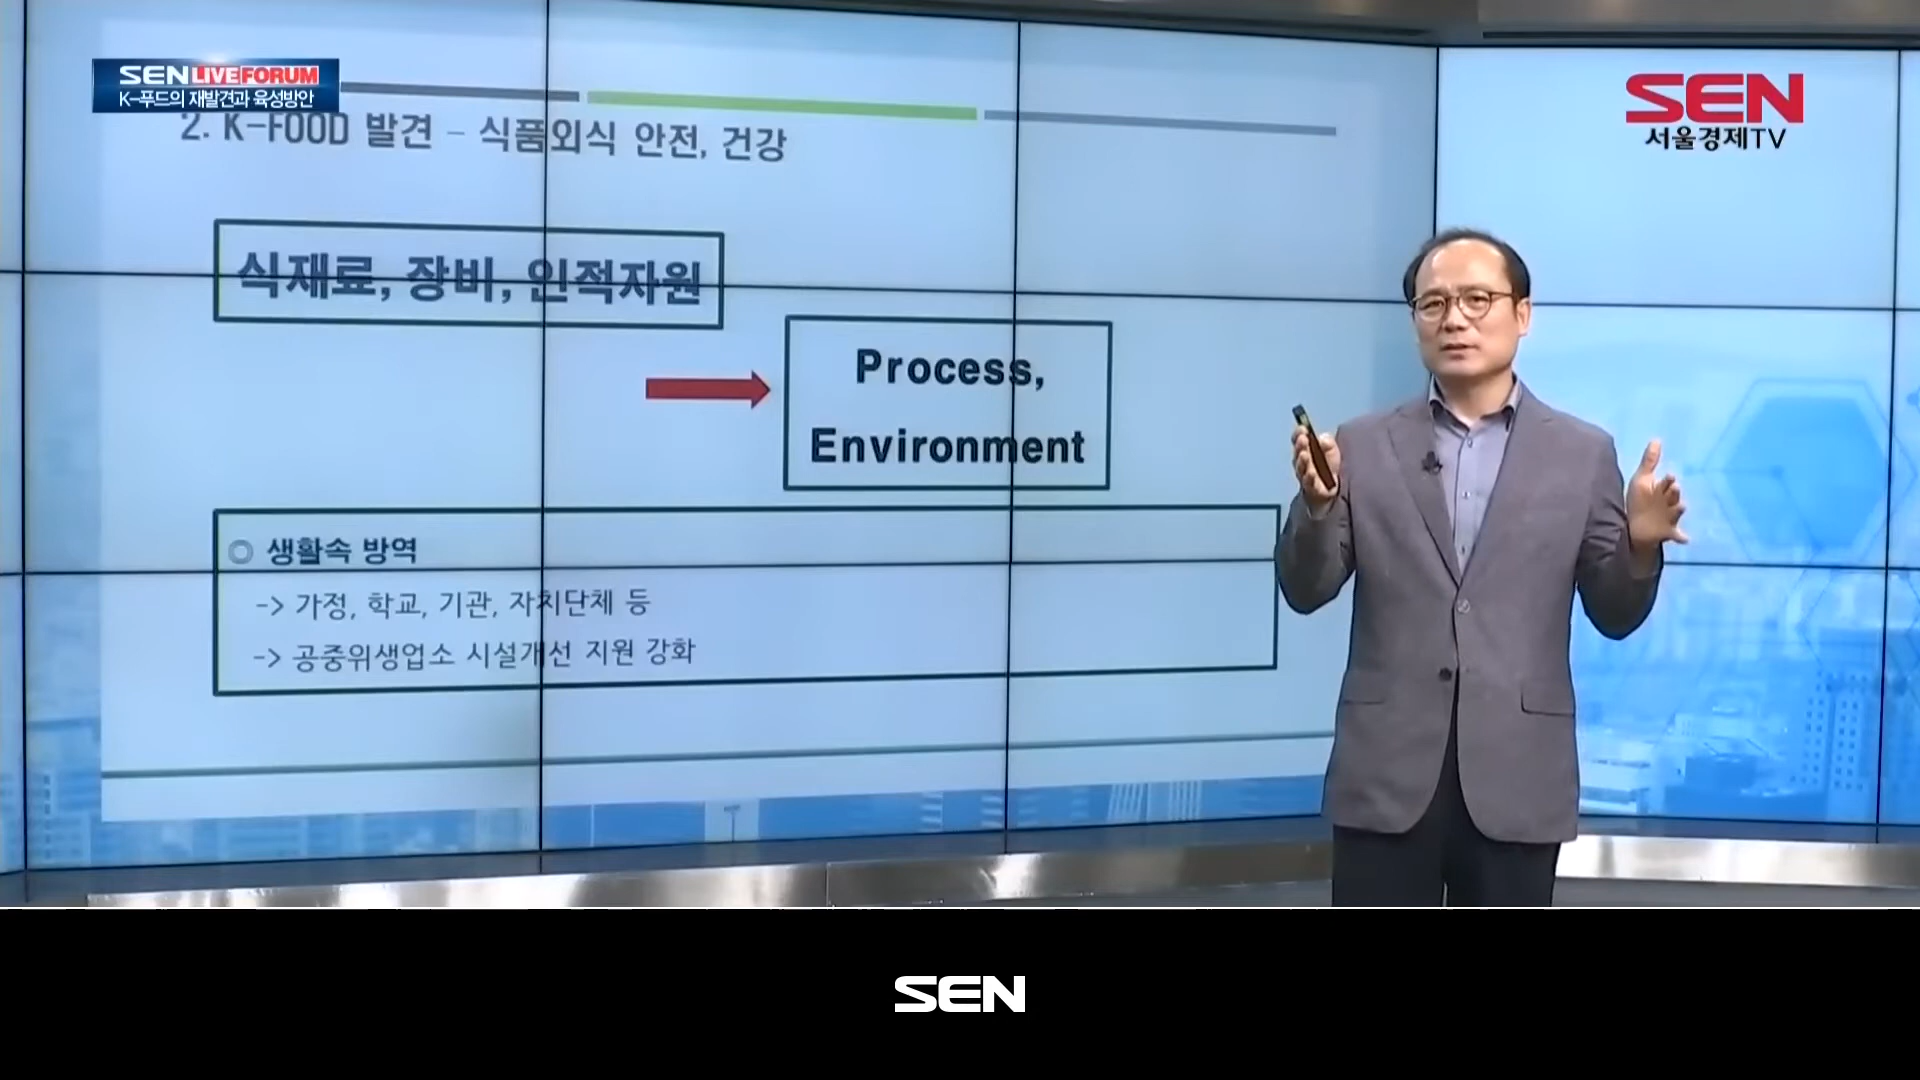 SEN LIVE FORUM
K-푸드의 재발견과 육성방안
SEN
서울경제TV
2. K-FOOD 발견 - 식품외식 안전, 건강
식재료, 장비, 인적자원
Process,
Environment
◎ 생활속 방역
-> 가정, 학교, 기관, 자치단체 등
-> 공중위생업소 시설개선 지원 강화
SEN